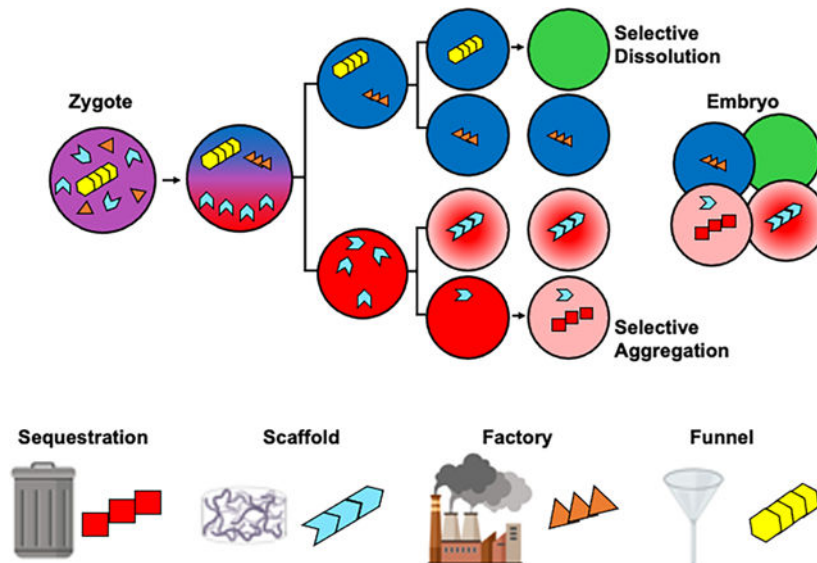 Selective
Dissolution
Zygote
Embryo
Selective
Aggregation
Sequestration
Scaffold
Factory
Funnel